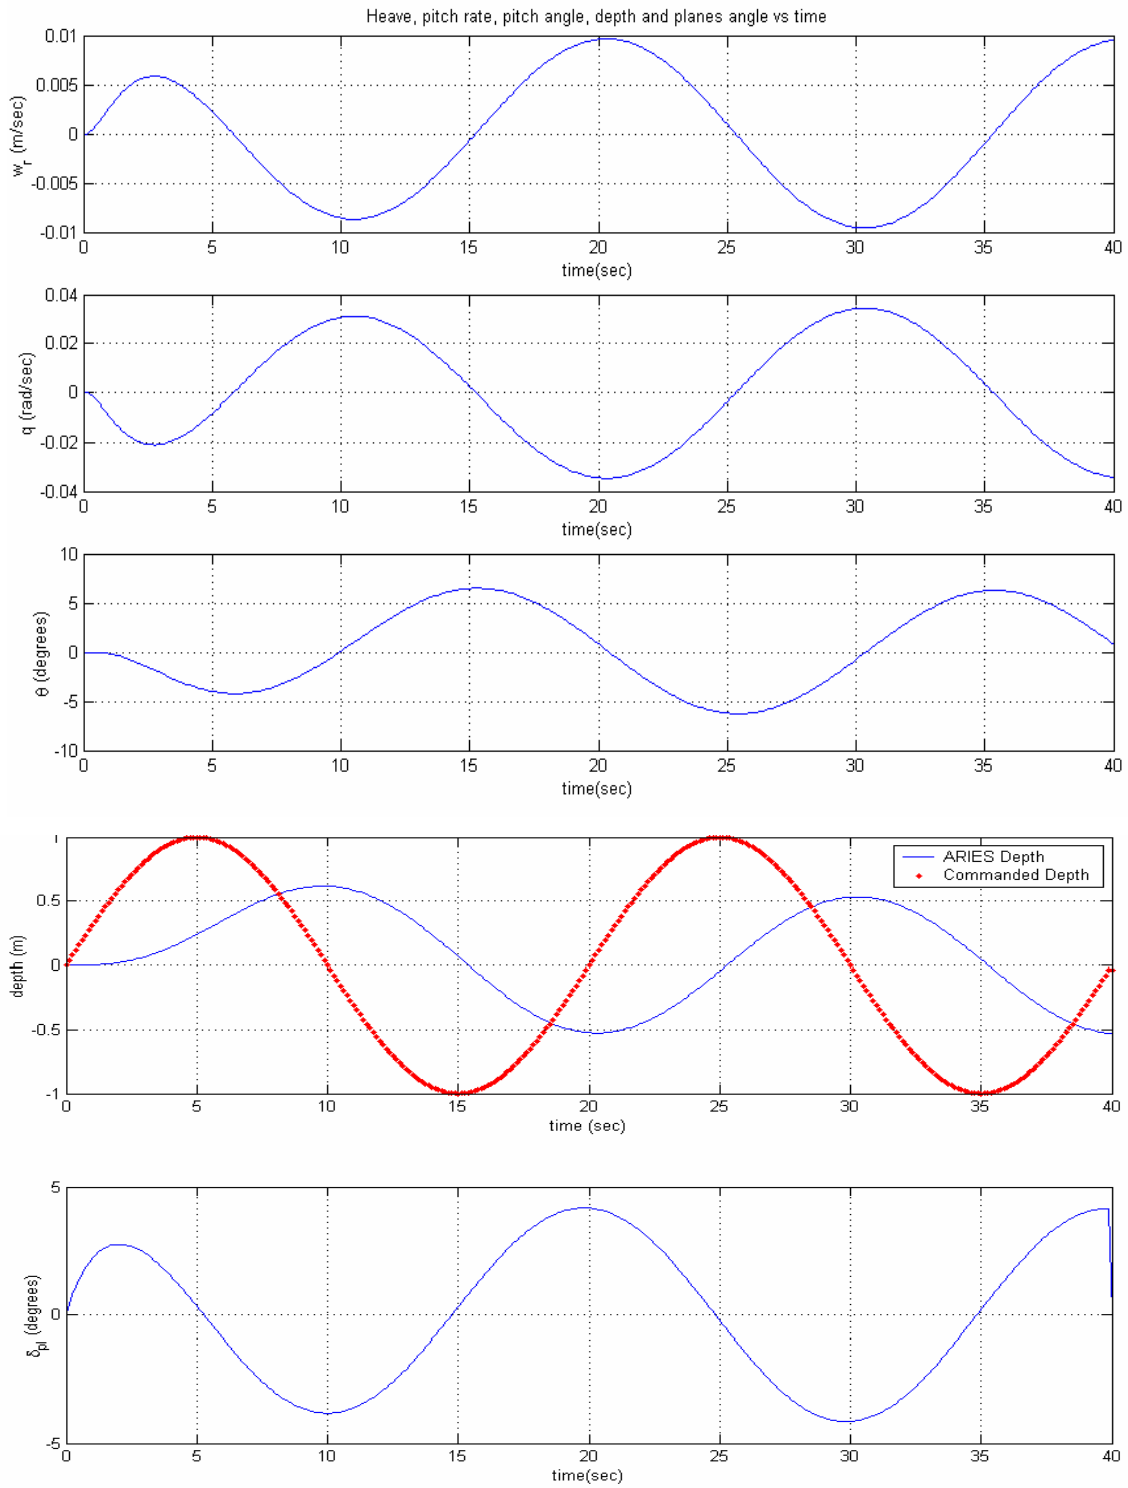 Heave, pitch rate, pitch angle, depth and planes angle vs time
0.01
0.005
0
-0.005
-0.01
w_r (m/sec)
0 5 10 15 20 25 30 35 40
time(sec)
0.04
0.02
0
-0.02
-0.04
q (rad/sec)
0 5 10 15 20 25 30 35 40
time(sec)
10
5
0
-5
-10
θ (degrees)
0 5 10 15 20 25 30 35 40
time(sec)
1
0.5
0
-0.5
-1
depth (m)
ARIES Depth
Commanded Depth
0 5 10 15 20 25 30 35 40
time (sec)
5
0
-5
δ_pl (degrees)
0 5 10 15 20 25 30 35 40
time(sec)